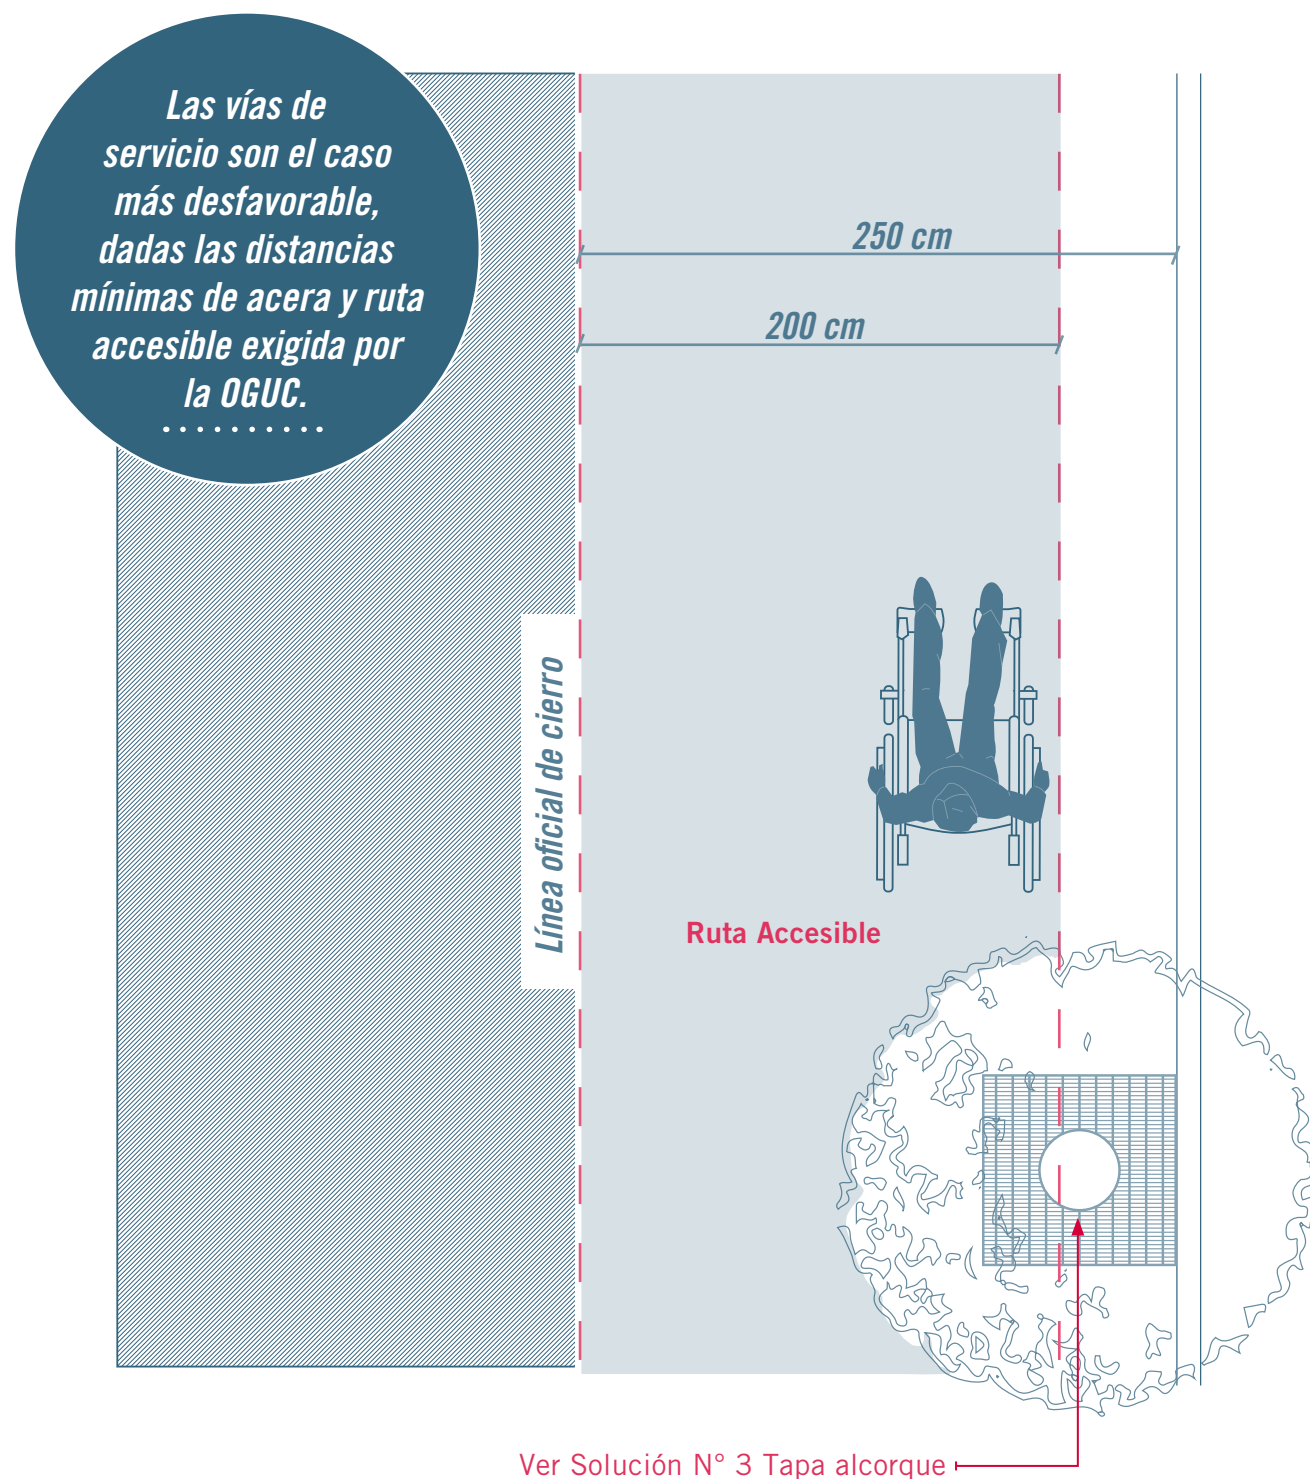 Las vías de
servicio son el caso
más desfavorable,
dadas las distancias
mínimas de acera y ruta
accesible exigida por
la OGUC.
250 cm
200 cm
Línea oficial de cierro
Ruta Accesible
Ver Solución N° 3 Tapa alcorque